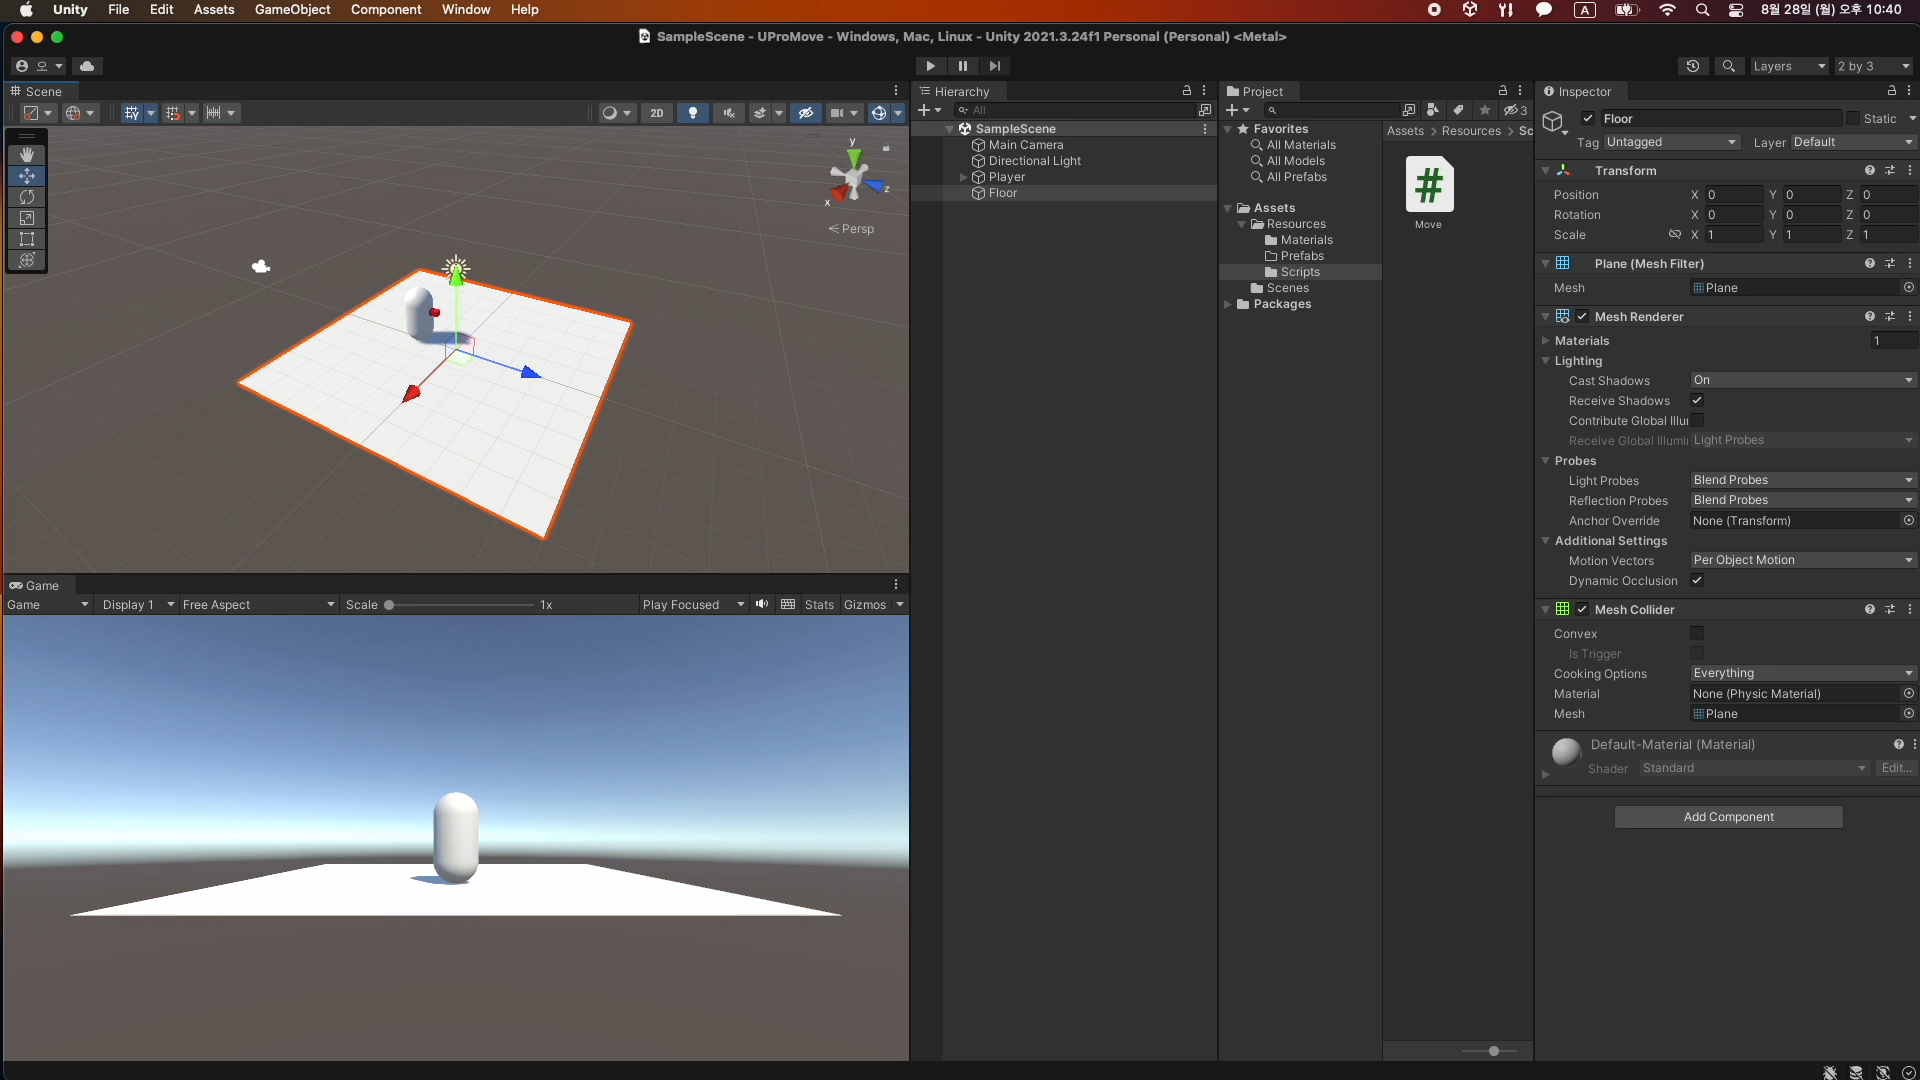 Unity File Edit Assets GameObject Component Window Help A 8월 28일 (월) 오후 10:40
SampleScene - UProMove - Windows, Mac, Linux - Unity 2021.3.24f1 Personal (Personal) <Metal>
오 Layers 2 by 3
Scene
2D
y
x
z
Persp
Game
Game Display 1 Free Aspect Scale 1x Play Focused Stats Gizmos
Hierarchy
All
SampleScene
Main Camera
Directional Light
Player
Floor
Project
3
Favorites
All Materials
All Models
All Prefabs
Assets
Resources
Materials
Prefabs
Scripts
Scenes
Packages
Assets > Resources > Sc
#
Move
Inspector
Floor Static
Tag Untagged Layer Default
Transform
Position X 0 Y 0 Z 0
Rotation X 0 Y 0 Z 0
Scale X 1 Y 1 Z 1
Plane (Mesh Filter)
Mesh Plane
Mesh Renderer
Materials 1
Lighting
Cast Shadows On
Receive Shadows
Contribute Global Illu
Receive Global Illumi Light Probes
Probes
Light Probes Blend Probes
Reflection Probes Blend Probes
Anchor Override None (Transform)
Additional Settings
Motion Vectors Per Object Motion
Dynamic Occlusion
Mesh Collider
Convex
Is Trigger
Cooking Options Everything
Material None (Physic Material)
Mesh Plane
Default-Material (Material)
Shader Standard Edit...
Add Component